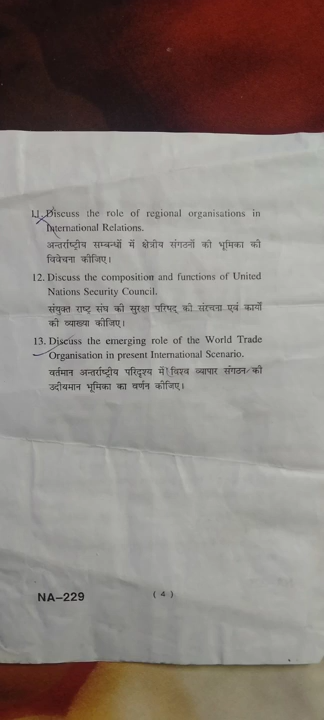 11. Discuss the role of regional organisations in
International Relations.
अन्तर्राष्ट्रीय सम्बन्धों में क्षेत्रीय संगठनों की भूमिका की
विवेचना कीजिए।
12. Discuss the composition and functions of United
Nations Security Council.
संयुक्त राष्ट्र संघ की सुरक्षा परिषद् की संरचना एवं कार्यों
की व्याख्या कीजिए।
13. Discuss the emerging role of the World Trade
Organisation in present International Scenario.
वर्तमान अन्तर्राष्ट्रीय परिदृश्य में विश्व व्यापार संगठन की
उदीयमान भूमिका का वर्णन कीजिए।
NA–229 ( 4 )